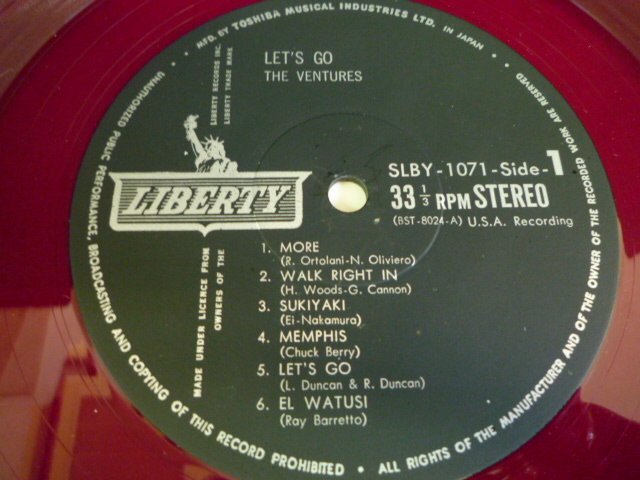 MFD. BY TOSHIBA MUSICAL INDUSTRIES LTD. IN JAPAN •
UNAUTHORIZED PUBLIC PERFORMANCE, BROADCASTING AND COPYING OF THIS RECORD PROHIBITED • ALL RIGHTS OF THE MANUFACTURER AND OF THE OWNER OF THE RECORDED WORK ARE RESERVED
LET'S GO
THE VENTURES
LIBERTY RECORDS INC.
LIBERTY TRADE MARK
LIBERTY
MADE UNDER LICENCE FROM
OWNERS OF THE
SLBY-1071-Side-1
33 1/3 RPM STEREO
(BST-8024-A) U.S.A. Recording
1. MORE
(R. Ortolani-N. Oliviero)
2. WALK RIGHT IN
(H. Woods-G. Cannon)
3. SUKIYAKI
(Ei-Nakamura)
4. MEMPHIS
(Chuck Berry)
5. LET'S GO
(L. Duncan & R. Duncan)
6. EL WATUSI
(Ray Barretto)